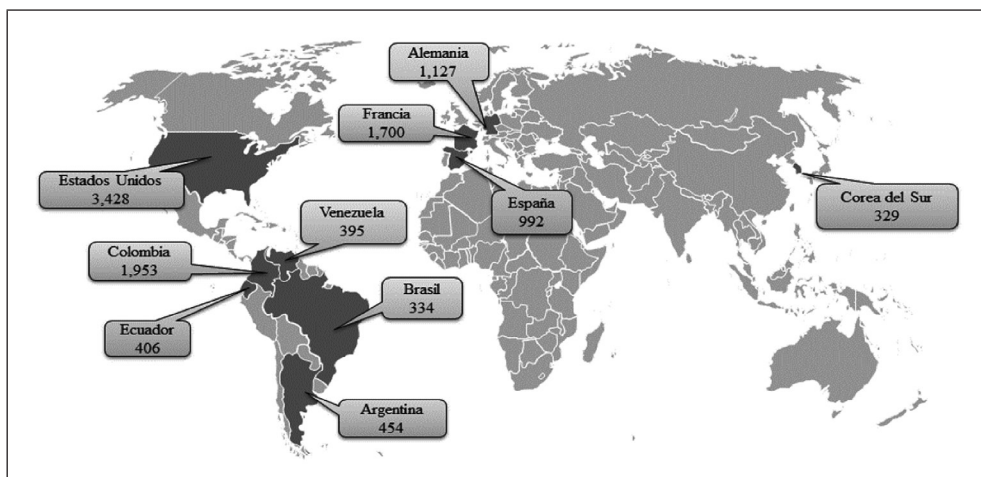 Alemania
1,127
Francia
1,700
Estados Unidos
3,428
España
992
Corea del Sur
329
Venezuela
395
Colombia
1,953
Brasil
334
Ecuador
406
Argentina
454